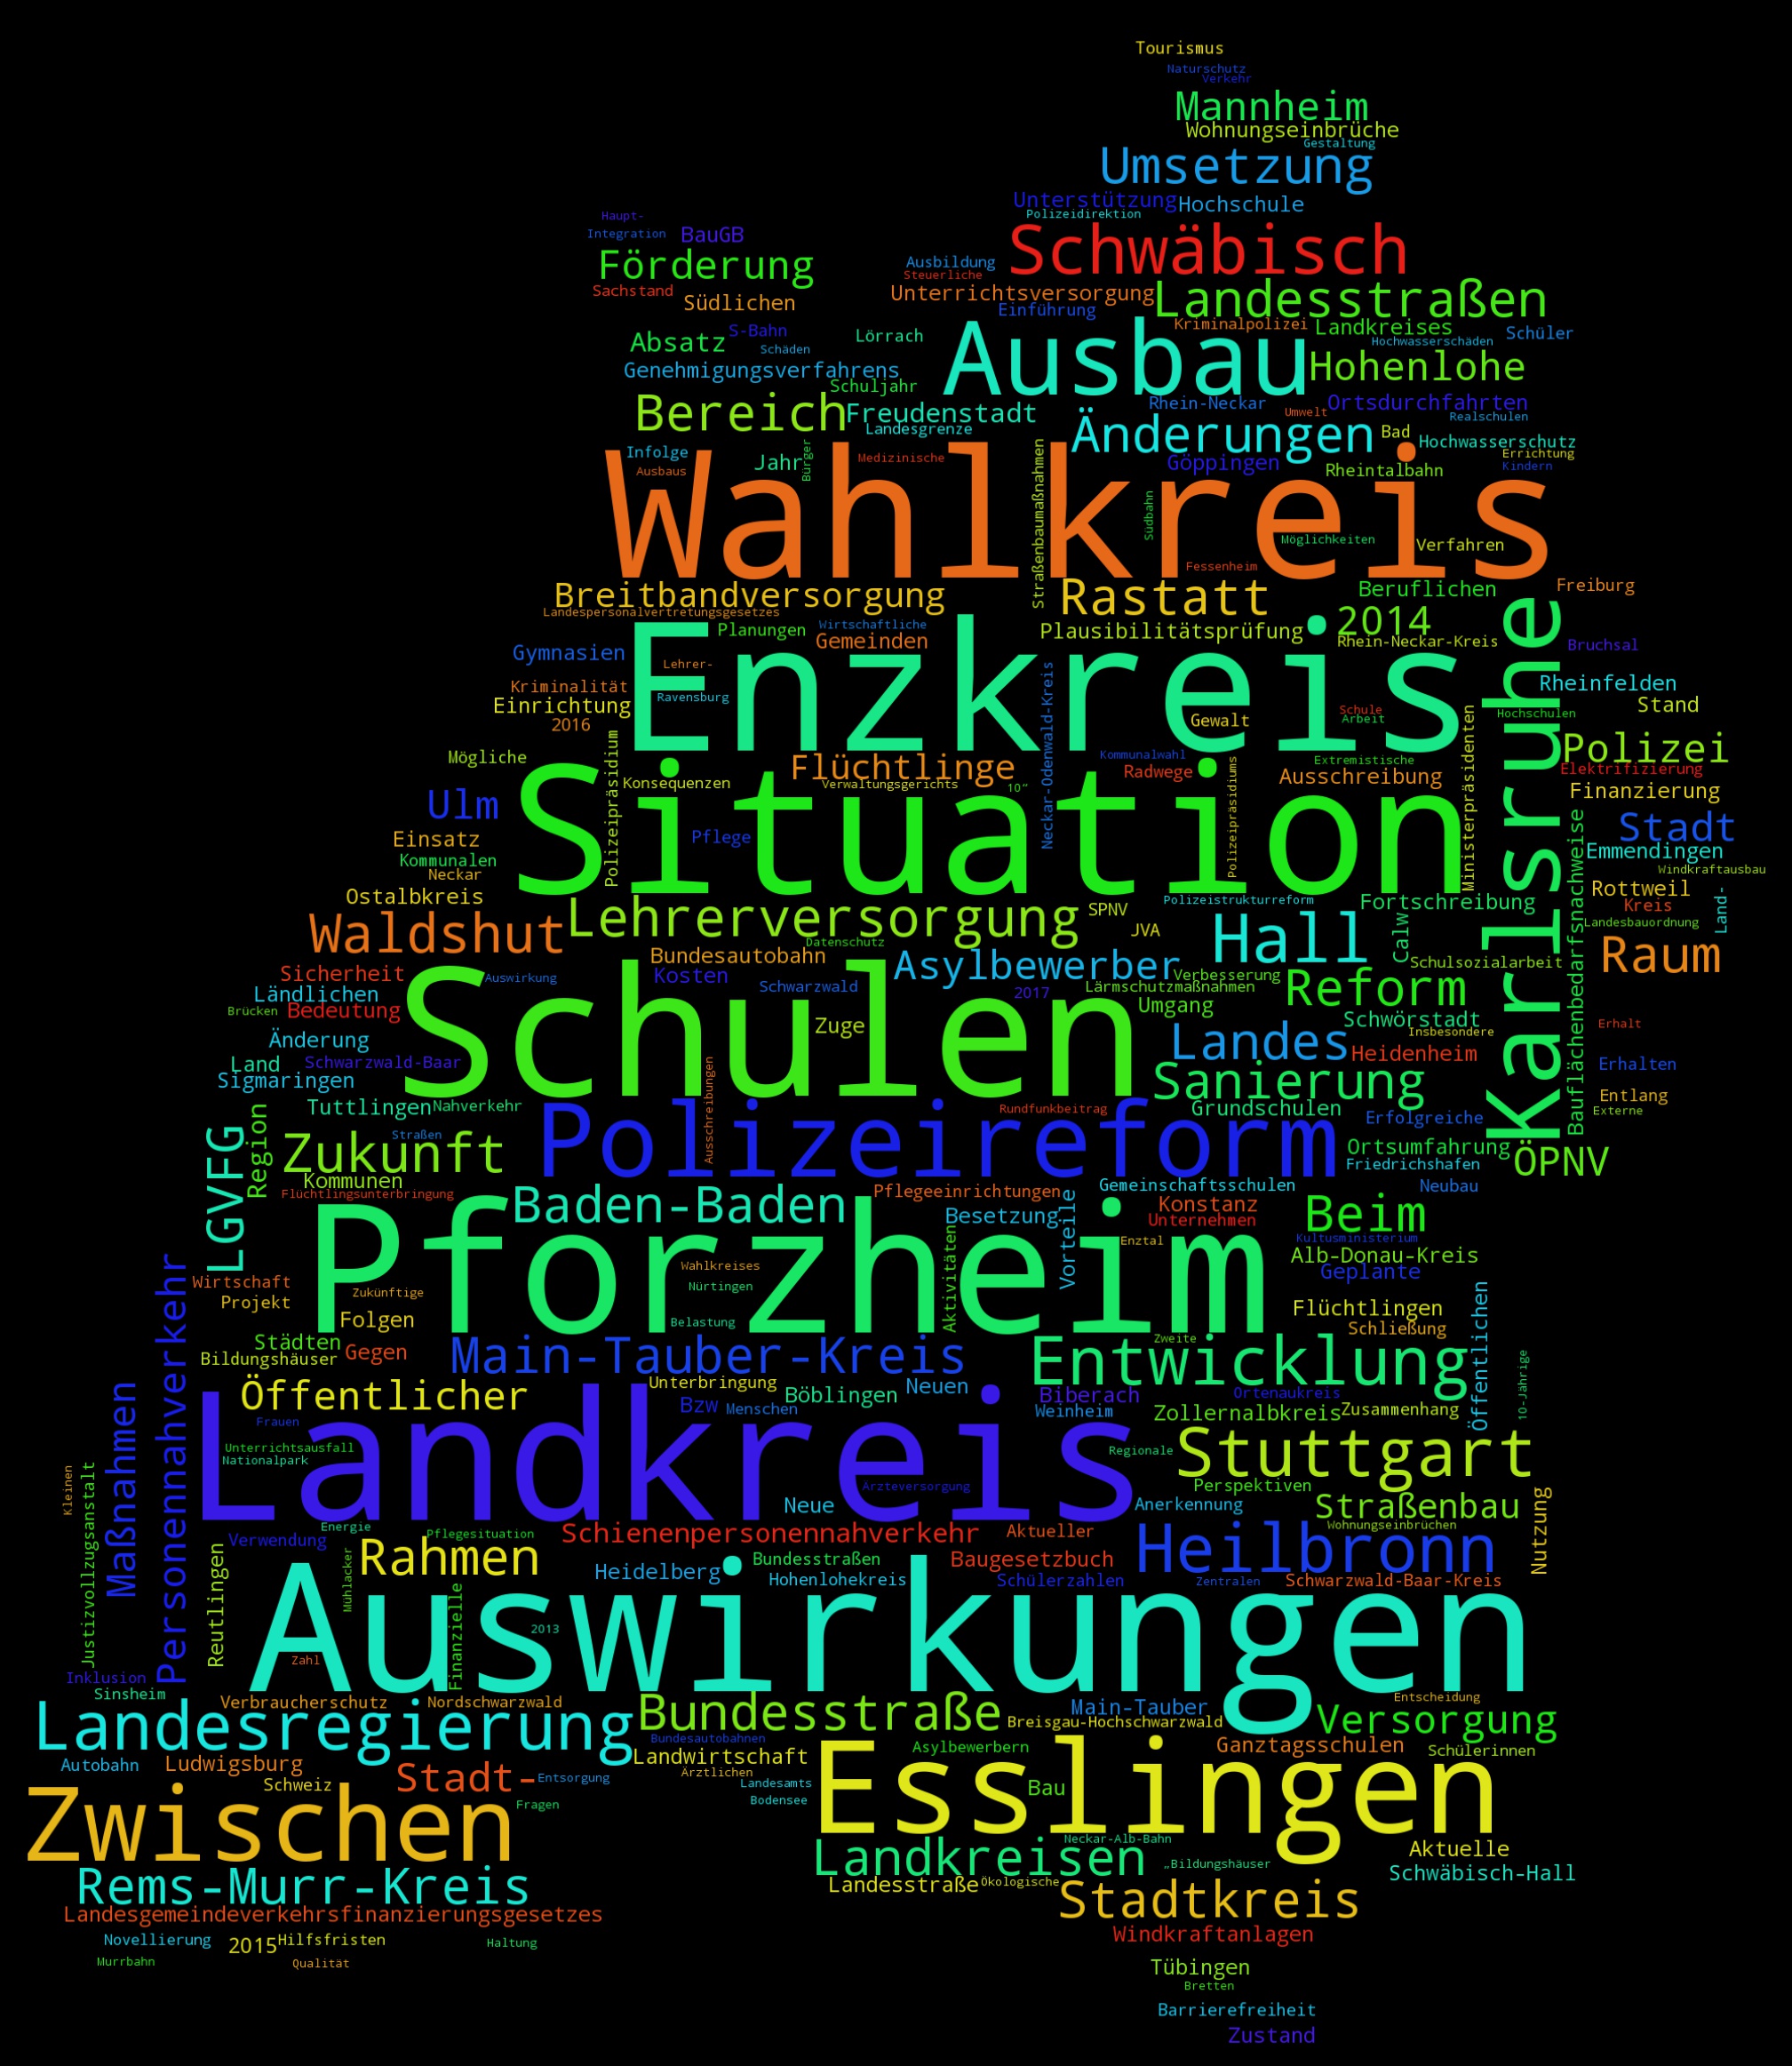 Tourismus
Naturschutz
Verkehr
Mannheim
Wohnungseinbrüche
Gestaltung
Umsetzung
Unterstützung
Hochschule
Polizeidirektion
Haupt-
Integration
BauGB
Schwäbisch
Förderung
Ausbildung
Steuerliche
Sachstand
Südlichen
Unterrichtsversorgung
Landesstraßen
Einführung
S-Bahn
Absatz
Schäden
Lörrach
Kriminalpolizei
Landkreises
Schüler
Hochwasserschäden
Ausbau
Hohenlohe
Genehmigungsverfahrens
Schuljahr
Bereich
Freudenstadt
Landesgrenze
Rhein-Neckar
Umwelt
Ortsdurchfahrten
Realschulen
Änderungen
Bad
Hochwasserschutz
Errichtung
Kindern
Infolge
Ausbaus
Jahr
Bürger
Medizinische
Göppingen
Rheintalbahn
Wahlkreis
Straßenbaumaßnahmen
Südbahn
Möglichkeiten
Verfahren
Fessenheim
Breitbandversorgung
Landespersonalvertretungsgesetzes
Rastatt
Beruflichen
Freiburg
Planungen
Wirtschaftliche
Gemeinden
Plausibilitätsprüfung
2014
Rhein-Neckar-Kreis
Bruchsal
Gymnasien
Lehrer-
Enzkreis
Karlsruhe
Kriminalität
Ravensburg
Rheinfelden
Einrichtung
2016
Neckar-Odenwald-Kreis
Gewalt
Schule
Arbeit
Hochschulen
Stand
Ministerpräsidenten
Polizei
Mögliche
Polizeipräsidium
Flüchtlinge
Kommunalwahl
Radwege
Extremistische
Elektrifizierung
Konsequenzen
Verwaltungsgerichts
10“
Ausschreibung
Finanzierung
Ulm
Situation
Polizeipräsidiums
Stadt
Einsatz
Pflege
Emmendingen
Kommunalen
Neckar
Windkraftausbau
Ostalbkreis
Rottweil
Kreis
Land-
Polizeistrukturreform
Fortschreibung
Bauflächenbedarfsnachweise
Landesbauordnung
Waldshut
Lehrerversorgung
SPNV
JVA
Hall
Calw
Raum
Datenschutz
Bundesautobahn
Asylbewerber
Schulsozialarbeit
Sicherheit
Auswirkung
Kosten
Schwarzwald
Verbesserung
Lärmschutzmaßnahmen
Reform
Ländlichen
2017
Umgang
Brücken
Bedeutung
Schulen
Zuge
Schwörstadt
Insbesondere
Erhalt
Änderung
Landes
Heidenheim
Land
Schwarzwald-Baar
Erhalten
Sigmaringen
Sanierung
Entlang
Externe
Tuttlingen
Nahverkehr
Ausschreibungen
Rundfunkbeitrag
Grundschulen
Erfolgreiche
LGVFG
Region
Straßen
Zukunft
Polizeireform
Ortsumfahrung
ÖPNV
Kommunen
Friedrichshafen
Flüchtlingsunterbringung
Baden-Baden
Pflegeeinrichtungen
Gemeinschaftsschulen
Neubau
Konstanz
Besetzung
Vorteile
Unternehmen
Beim
Enztal
Kultusministerium
Pforzheim
Aktivitäten
Alb-Donau-Kreis
Personennahverkehr
Wirtschaft
Wahlkreises
Geplante
Projekt
Zukünftige
Nürtingen
Öffentlichen
Folgen
Belastung
Flüchtlingen
Schließung
Städten
Bildungshäuser
Gegen
Main-Tauber-Kreis
Zweite
Entwicklung
10-Jährige
Maßnahmen
Öffentlicher
Unterbringung
Böblingen
Neuen
Biberach
Ortenaukreis
Frauen
Bzw
Menschen
Weinheim
Zollernalbkreis
Zusammenhang
Unterrichtsausfall
Nationalpark
Landkreis
Regionale
Stuttgart
Kleinen
Justizvollzugsanstalt
Ärzteversorgung
Perspektiven
Neue
Anerkennung
Straßenbau
Nutzung
Energie
Verwendung
Pflegesituation
Schienenpersonennahverkehr
Aktueller
Wohnungseinbrüchen
Reutlingen
Mühlacker
Rahmen
Heidelberg
Bundesstraßen
Baugesetzbuch
Heilbronn
Hohenlohekreis
Schülerzahlen
Zentralen
Schwarzwald-Baar-Kreis
Finanzielle
Auswirkungen
2013
Zahl
Inklusion
Sinsheim
Verbraucherschutz
Nordschwarzwald
Main-Tauber
Entscheidung
Landesregierung
Bundesstraße
Breisgau-Hochschwarzwald
Versorgung
Bundesautobahnen
Autobahn
Ludwigsburg
Landwirtschaft
Asylbewerbern
Ganztagsschulen
Schülerinnen
Schweiz
Stadt-
Entsorgung
Ärztlichen
Landesamts
Bau
Zwischen
Fragen
Bodensee
Esslingen
Landkreisen
Neckar-Alb-Bahn
Aktuelle
Rems-Murr-Kreis
„Bildungshäuser
Schwäbisch-Hall
Landesstraße
Ökologische
Stadtkreis
Landesgemeindeverkehrsfinanzierungsgesetzes
Windkraftanlagen
Novellierung
2015
Hilfsfristen
Haltung
Murrbahn
Qualität
Tübingen
Bretten
Barrierefreiheit
Zustand